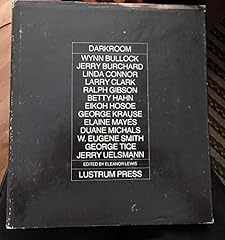 DARKROOM
WYNN BULLOCK
JERRY BURCHARD
LINDA CONNOR
LARRY CLARK
RALPH GIBSON
BETTY HAHN
EIKOH HOSOE
GEORGE KRAUSE
ELAINE MAYES
DUANE MICHALS
W. EUGENE SMITH
GEORGE TICE
JERRY UELSMANN
EDITED BY ELEANOR LEWIS
LUSTRUM PRESS